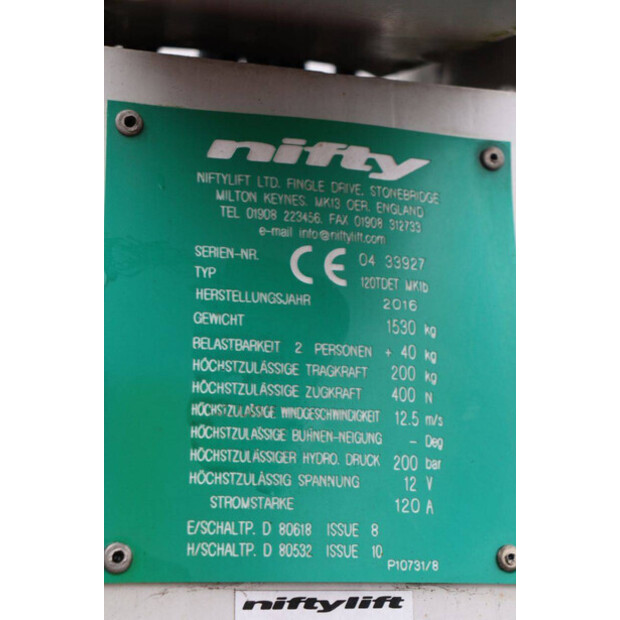 nifty
NIFTYLIFT LTD. FINGLE DRIVE, STONEBRIDGE
MILTON KEYNES. MK13 OER, ENGLAND
TEL 01908 223456. FAX 01908 312733
e-mail info@niftylift.com
SERIEN-NR. CE 04 33927
TYP 120TDET MK1b
HERSTELLUNGSJAHR 2016
GEWICHT 1530 kg
BELASTBARKEIT 2 PERSONEN + 40 kg
HÖCHSTZULÄSSIGE TRAGKRAFT 200 kg
HÖCHSTZULÄSSIGE ZUGKRAFT 400 N
HÖCHSTZULÄSSIGE WINDGESCHWINDIGKEIT 12.5 m/s
HÖCHSTZULÄSSIGE BUHNEN-NEIGUNG - Deg
HÖCHSTZULÄSSIGER HYDRO. DRUCK 200 bar
HÖCHSTZULÄSSIG SPANNUNG 12 V
STROMSTARKE 120 A
E/SCHALTP. D 80618 ISSUE 8
H/SCHALTP. D 80532 ISSUE 10
P10731/8
niftylift